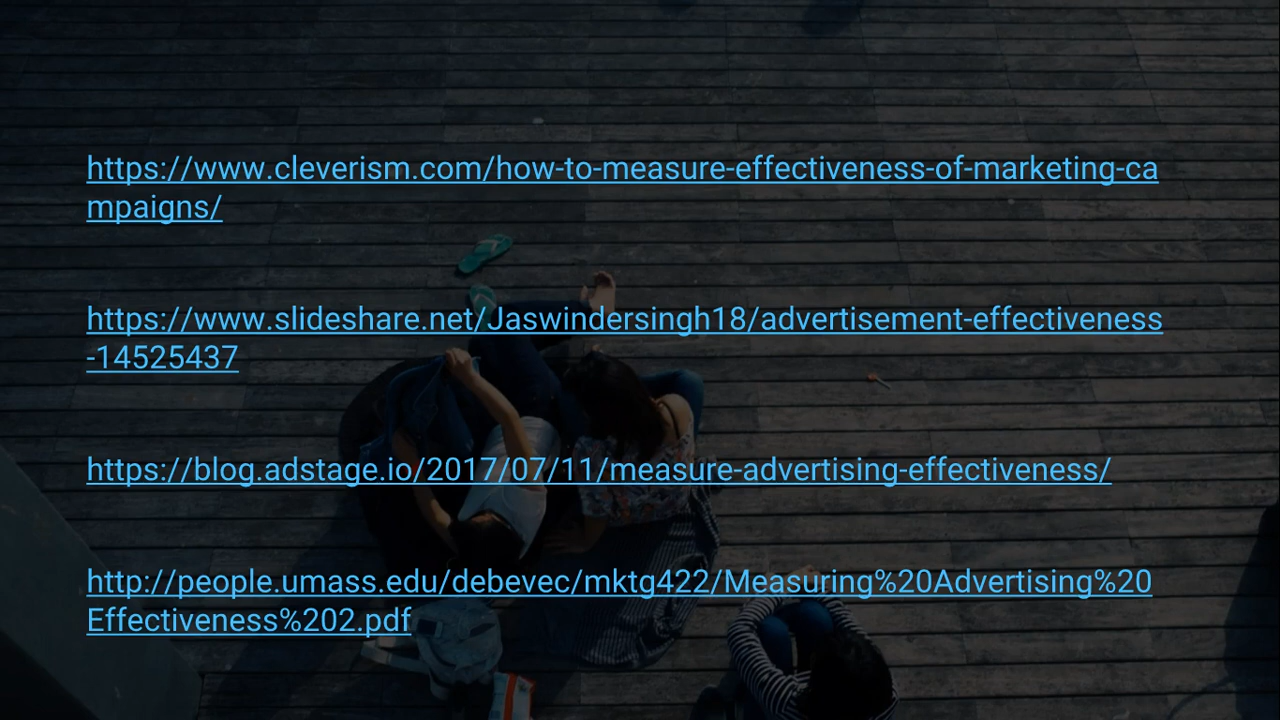 https://www.cleverism.com/how-to-measure-effectiveness-of-marketing-ca
mpaigns/
https://www.slideshare.net/Jaswindersingh18/advertisement-effectiveness
-14525437
https://blog.adstage.io/2017/07/11/measure-advertising-effectiveness/
http://people.umass.edu/debevec/mktg422/Measuring%20Advertising%20
Effectiveness%202.pdf